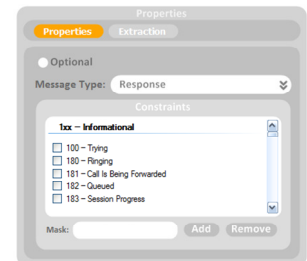 Properties
Properties Extraction
Optional
Message Type: Response
Constraints
1xx – Informational
100 – Trying
180 – Ringing
181 – Call Is Being Forwarded
182 – Queued
183 – Session Progress
Mask: Add Remove